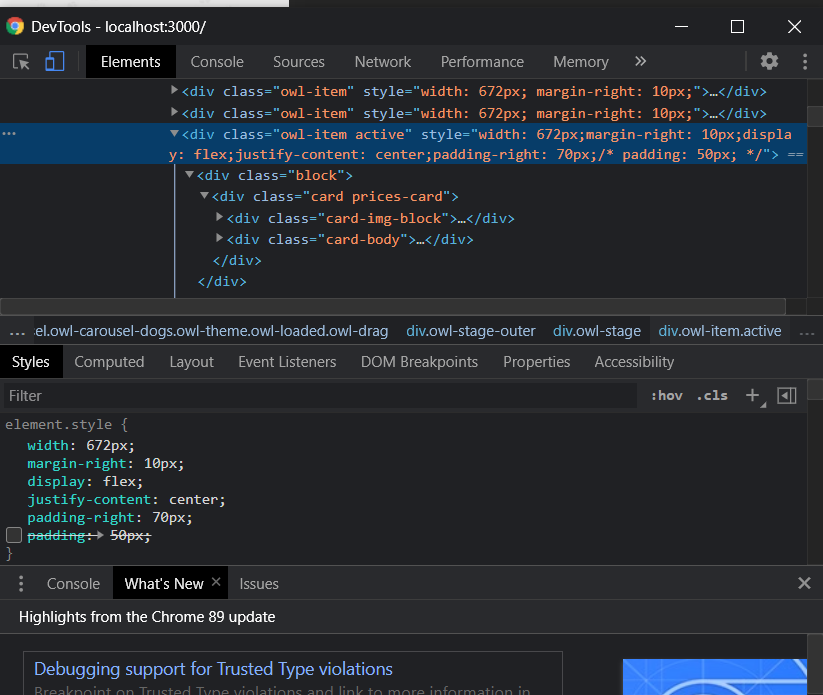 DevTools - localhost:3000/
Elements Console Sources Network Performance Memory »
<div class="owl-item" style="width: 672px; margin-right: 10px;">…</div>
<div class="owl-item" style="width: 672px; margin-right: 10px;">…</div>
<div class="owl-item active" style="width: 672px;margin-right: 10px;displa
y: flex;justify-content: center;padding-right: 70px;/* padding: 50px; */"> ==
<div class="block">
<div class="card prices-card">
<div class="card-img-block">…</div>
<div class="card-body">…</div>
</div>
</div>
… el.owl-carousel-dogs.owl-theme.owl-loaded.owl-drag div.owl-stage-outer div.owl-stage div.owl-item.active …
Styles Computed Layout Event Listeners DOM Breakpoints Properties Accessibility
Filter :hov .cls +
element.style {
width: 672px;
margin-right: 10px;
display: flex;
justify-content: center;
padding-right: 70px;
padding: 50px;
}
Console What's New × Issues ×
Highlights from the Chrome 89 update
Debugging support for Trusted Type violations
Breakpoint on Trusted Type violations and link to more information in